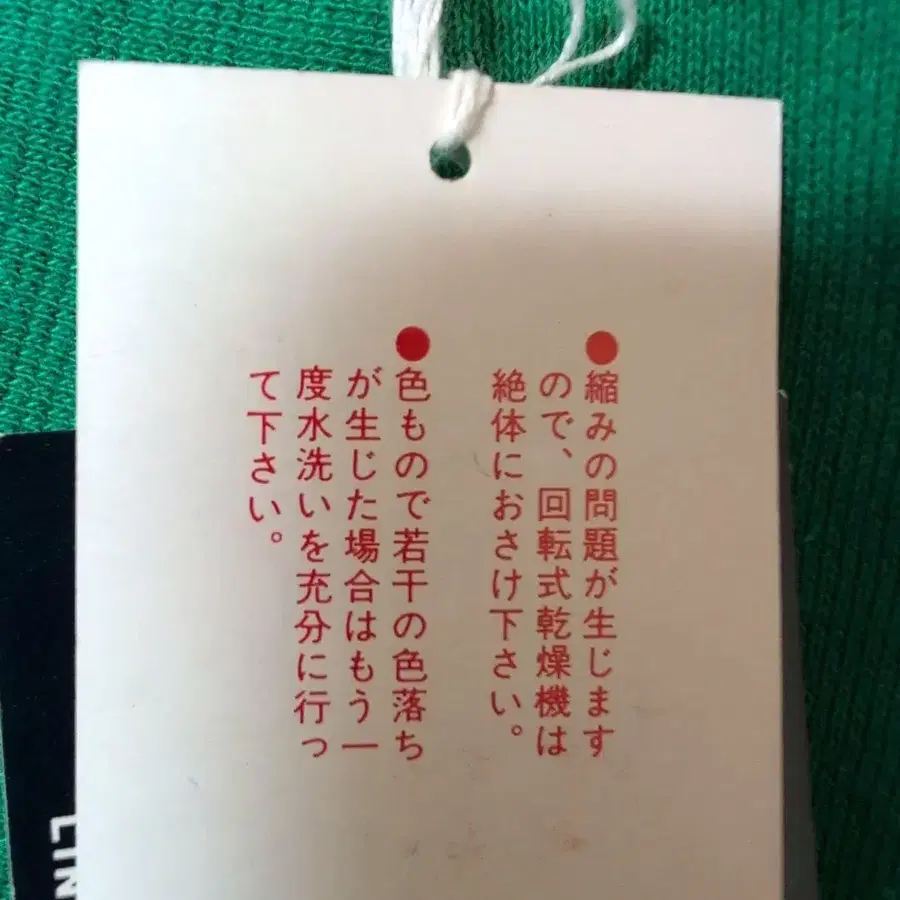 ●縮みの問題が生じます
ので、回転式乾燥機は
絶体におさけ下さい。
●色もので若干の色落ち
が生じた場合はもう一
度水洗いを充分に行っ
て下さい。
LIN